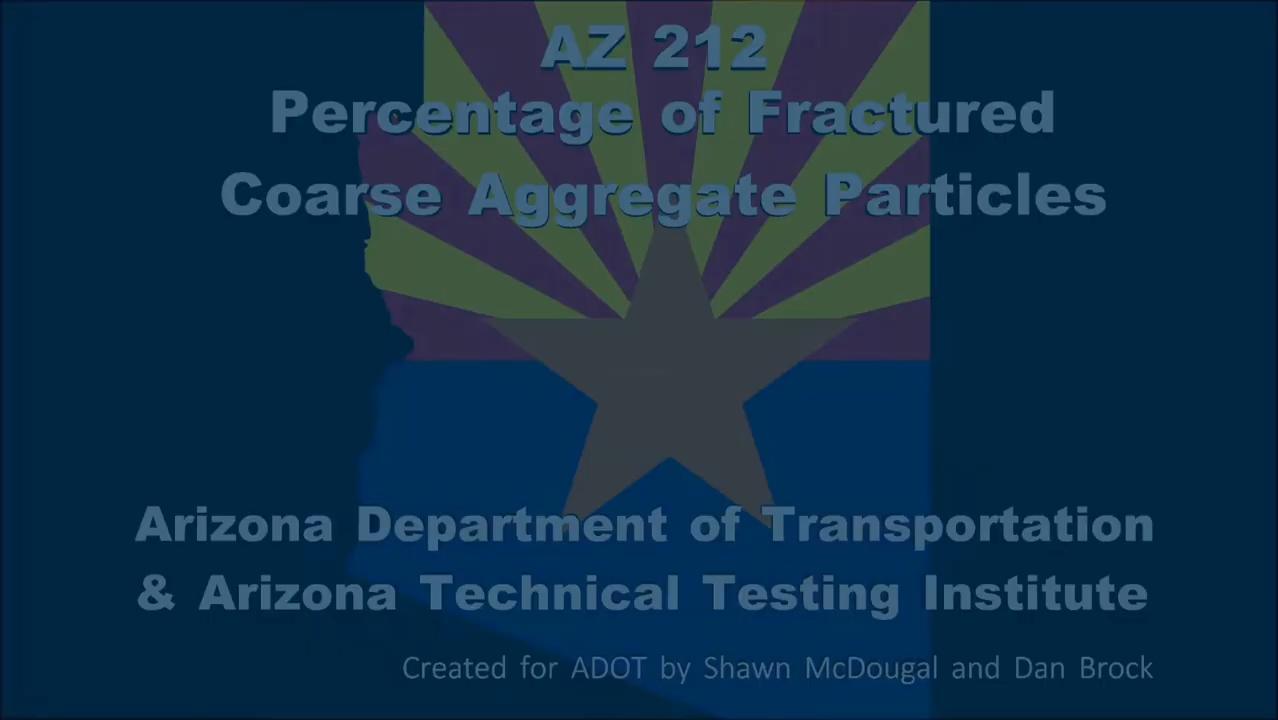 AZ 212
Percentage of Fractured
Coarse Aggregate Particles
Arizona Department of Transportation
& Arizona Technical Testing Institute
Created for ADOT by Shawn McDougal and Dan Brock